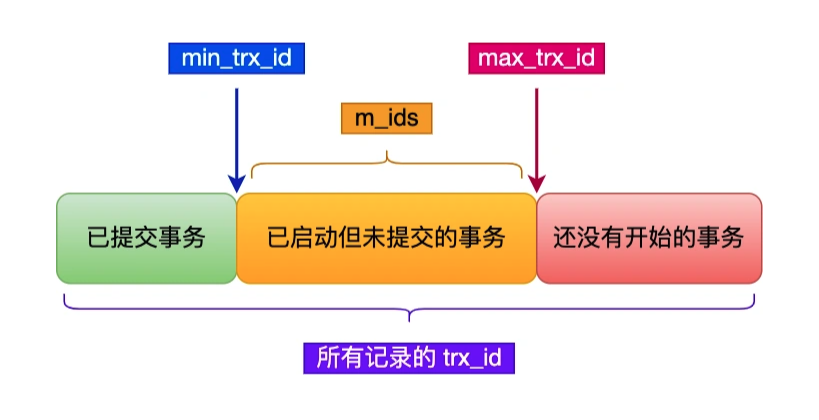 min_trx_id
max_trx_id
m_ids
已提交事务
已启动但未提交的事务
还没有开始的事务
所有记录的 trx_id